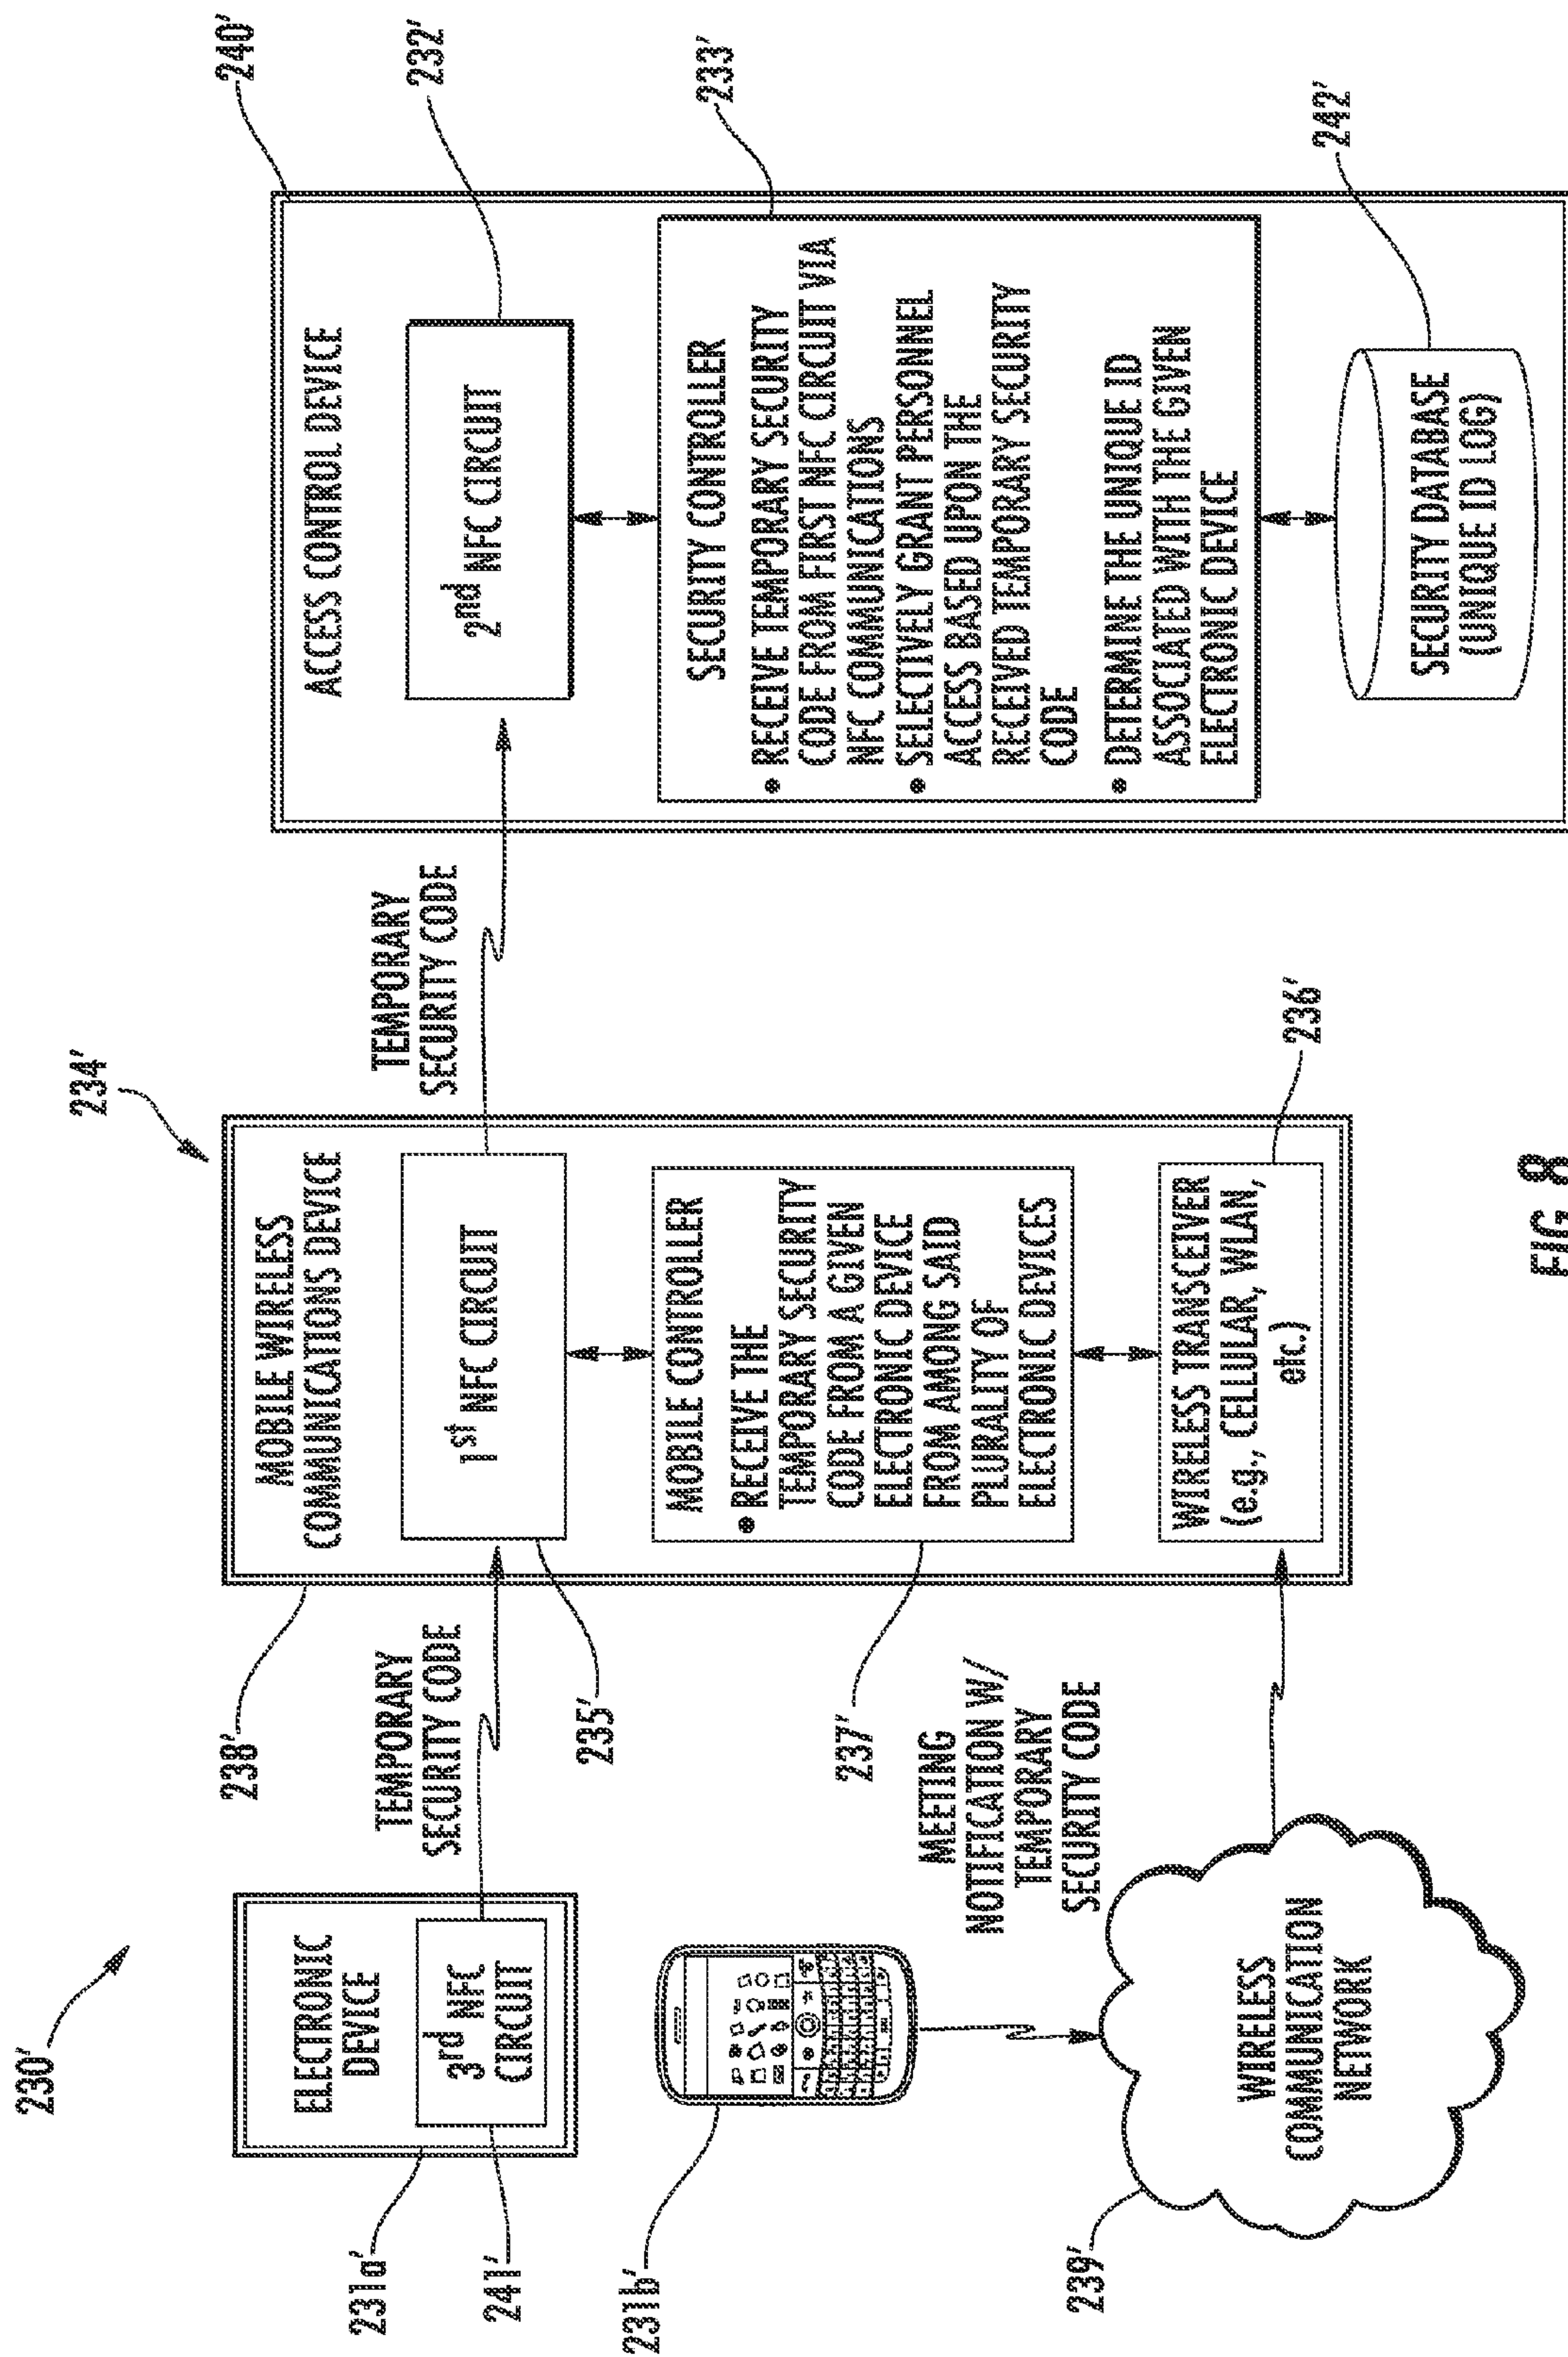 230'
ELECTRONIC
DEVICE
3rd NFC
CIRCUIT
231a'
241'
231b'
239'
WIRELESS
COMMUNICATION
NETWORK
TEMPORARY
SECURITY CODE
MEETING
NOTIFICATION W/
TEMPORARY
SECURITY CODE
234'
238'
MOBILE WIRELESS
COMMUNICATIONS DEVICE
1st NFC CIRCUIT
235'
MOBILE CONTROLLER
• RECEIVE THE
TEMPORARY SECURITY
CODE FROM A GIVEN
ELECTRONIC DEVICE
FROM AMONG SAID
PLURALITY OF
ELECTRONIC DEVICES
237'
WIRELESS TRANSCEIVER
(e.g., CELLULAR, WLAN,
etc.)
236'
TEMPORARY
SECURITY CODE
240'
ACCESS CONTROL DEVICE
2nd NFC CIRCUIT
232'
SECURITY CONTROLLER
• RECEIVE TEMPORARY SECURITY
CODE FROM FIRST NFC CIRCUIT VIA
NFC COMMUNICATIONS
• SELECTIVELY GRANT PERSONNEL
ACCESS BASED UPON THE
RECEIVED TEMPORARY SECURITY
CODE
• DETERMINE THE UNIQUE ID
ASSOCIATED WITH THE GIVEN
ELECTRONIC DEVICE
233'
SECURITY DATABASE
(UNIQUE ID LOG)
242'
FIG. 8